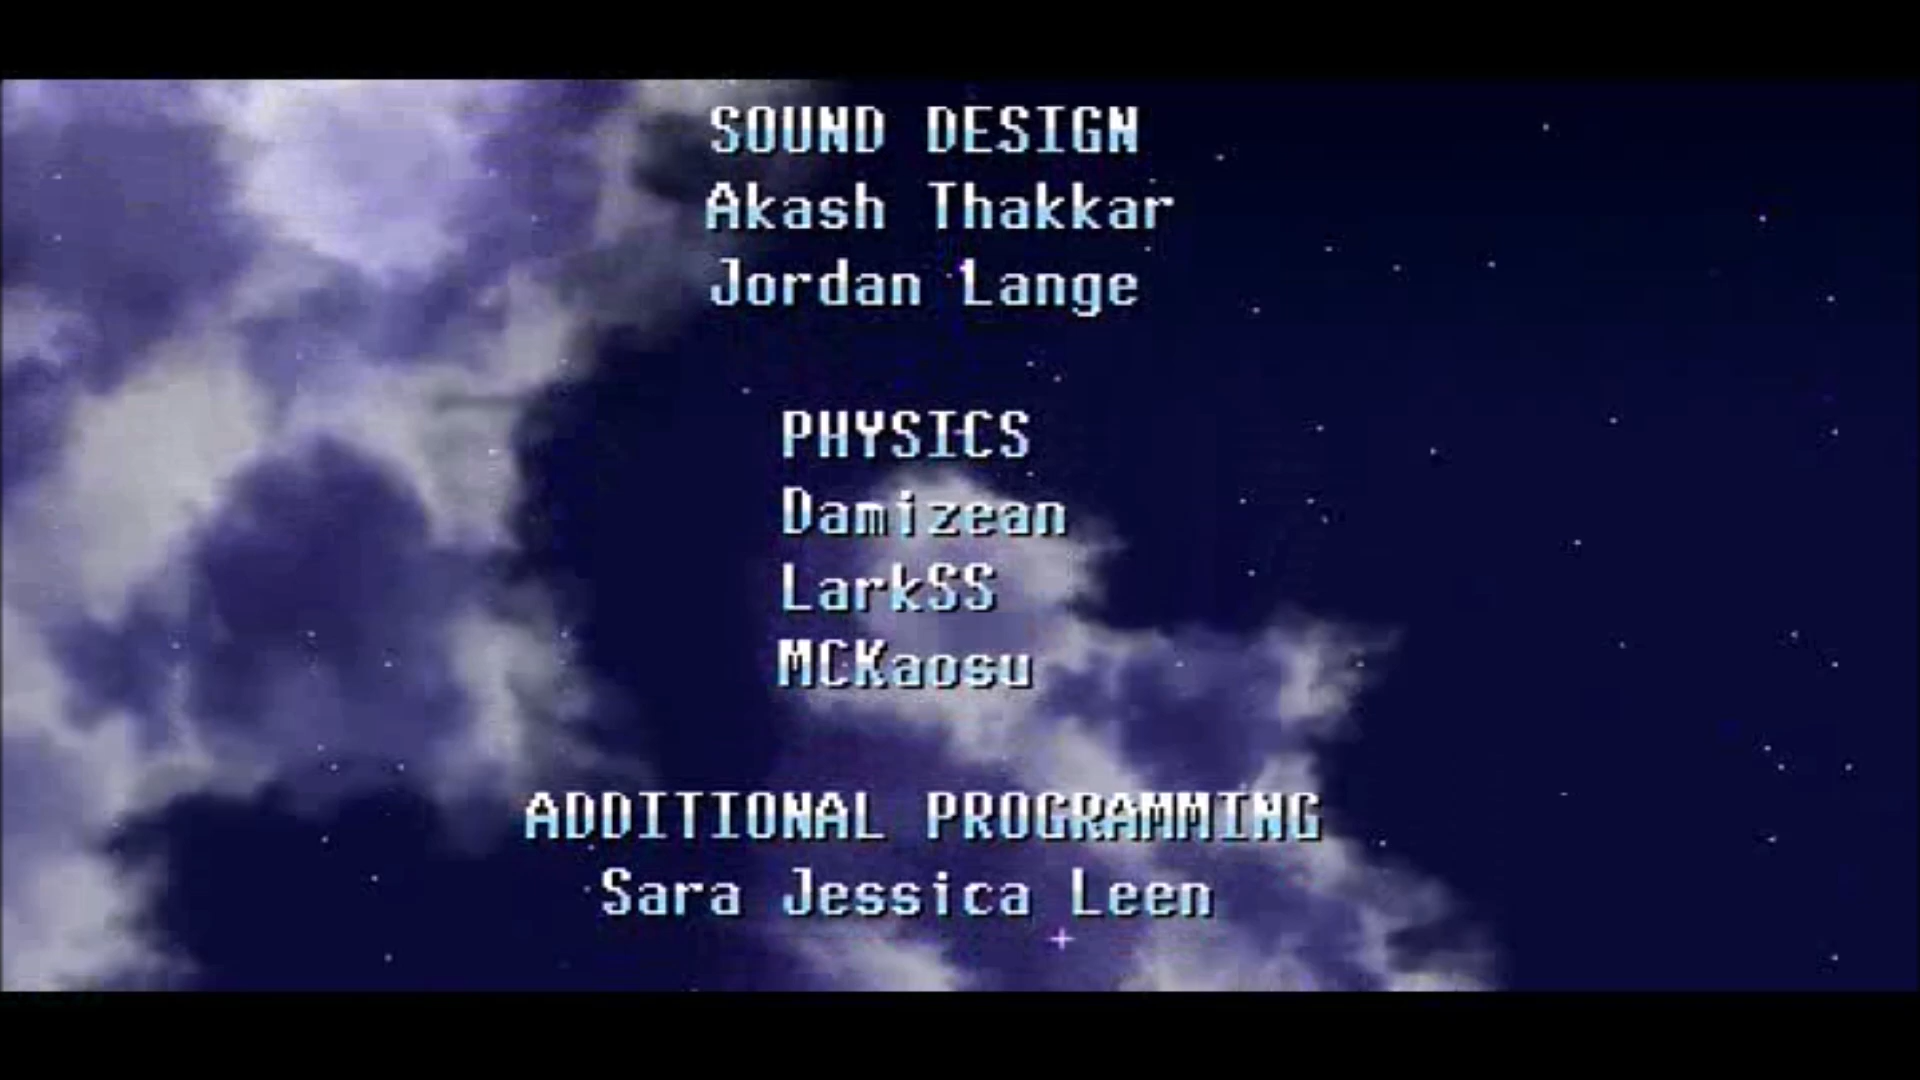 SOUND DESIGN
Akash Thakkar
Jordan Lange
PHYSICS
Damizean
LarkSS
MCKaosu
ADDITIONAL PROGRAMMING
Sara Jessica Leen